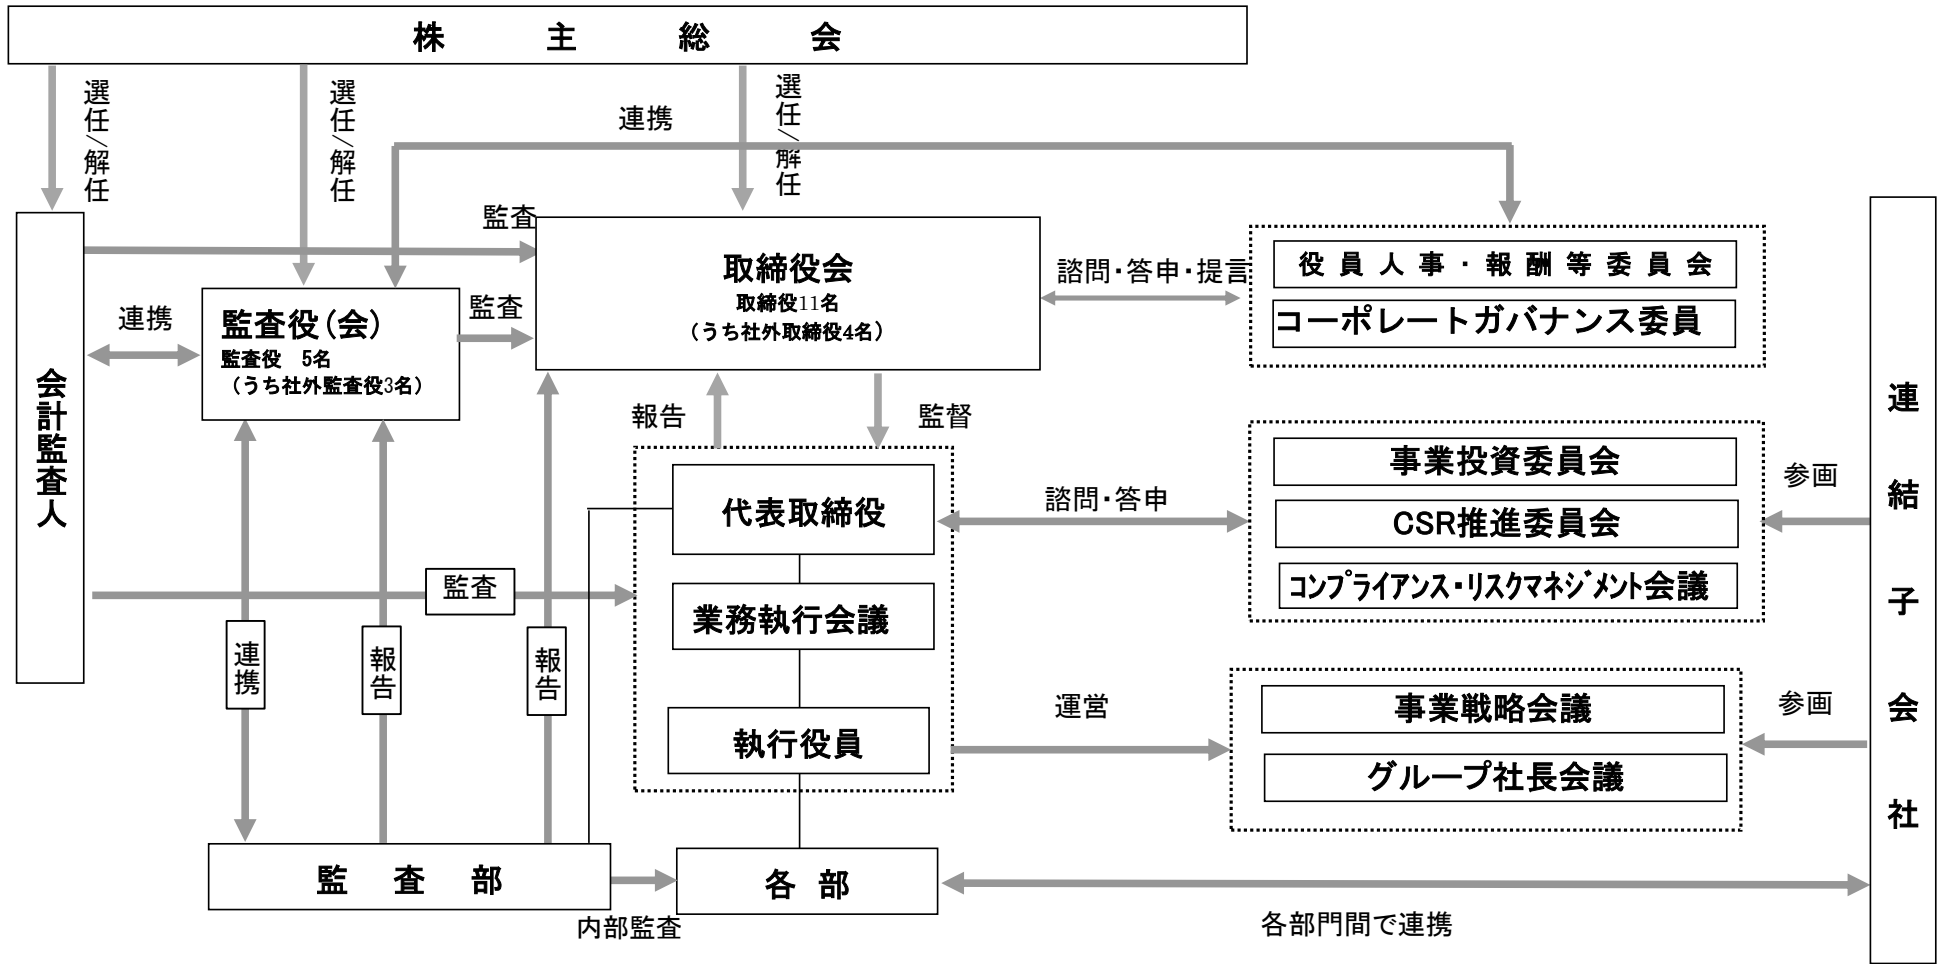 株主総会
選任/解任
選任/解任
選任/解任
連携
監査
取締役会
取締役11名
（うち社外取締役4名）
諮問・答申・提言
役員人事・報酬等委員会
コーポレートガバナンス委員
連携
監査役(会)
監査役　5名
（うち社外監査役3名）
監査
会計監査人
報告
監督
連結子会社
代表取締役
諮問・答申
事業投資委員会
CSR推進委員会
コンプライアンス・リスクマネジメント会議
参画
監査
業務執行会議
連携
報告
報告
執行役員
運営
事業戦略会議
グループ社長会議
参画
監査部
内部監査
各部
各部門間で連携